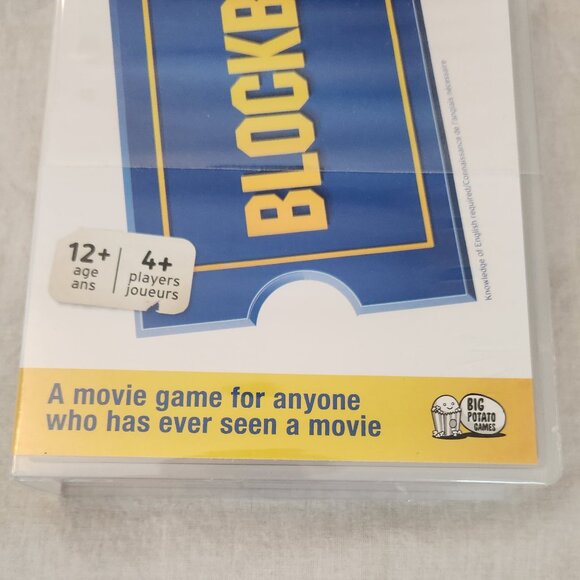 BLOCKB
Knowledge of English required/Connaissance de l'anglais nécessaire
12+
age
ans
4+
players
joueurs
A movie game for anyone
who has ever seen a movie
BIG
POTATO
GAMES